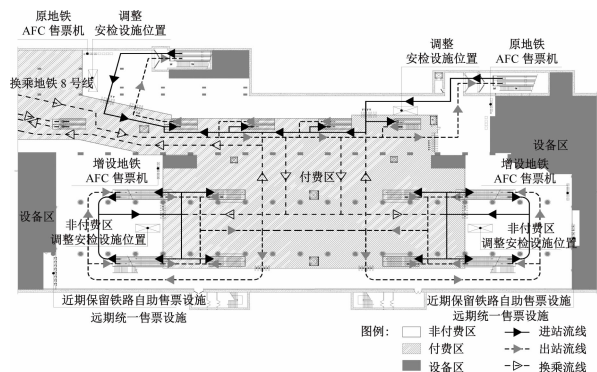 原地铁
AFC 售票机
调整
安检设施位置
调整
安检设施位置
原地铁
AFC 售票机
换乘地铁 8 号线
设备区
增设地铁
AFC 售票机
付费区
增设地铁
AFC 售票机
设备区
非付费区
调整安检设施位置
非付费区
调整安检设施位置
近期保留铁路自助售票设施
远期统一售票设施
近期保留铁路自助售票设施
远期统一售票设施
图例：
非付费区
进站流线
付费区
出站流线
设备区
换乘流线